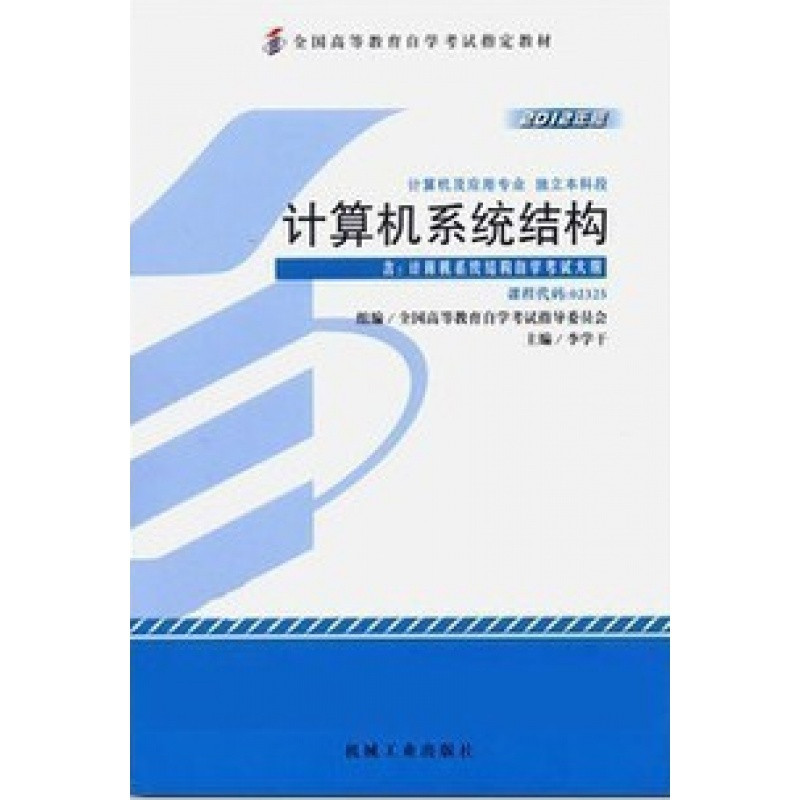 全国高等教育自学考试指定教材
2012年版
计算机及应用专业 独立本科段
计算机系统结构
含：计算机系统结构自学考试大纲
课程代码:02325
组编/全国高等教育自学考试指导委员会
主编/李学干
机械工业出版社